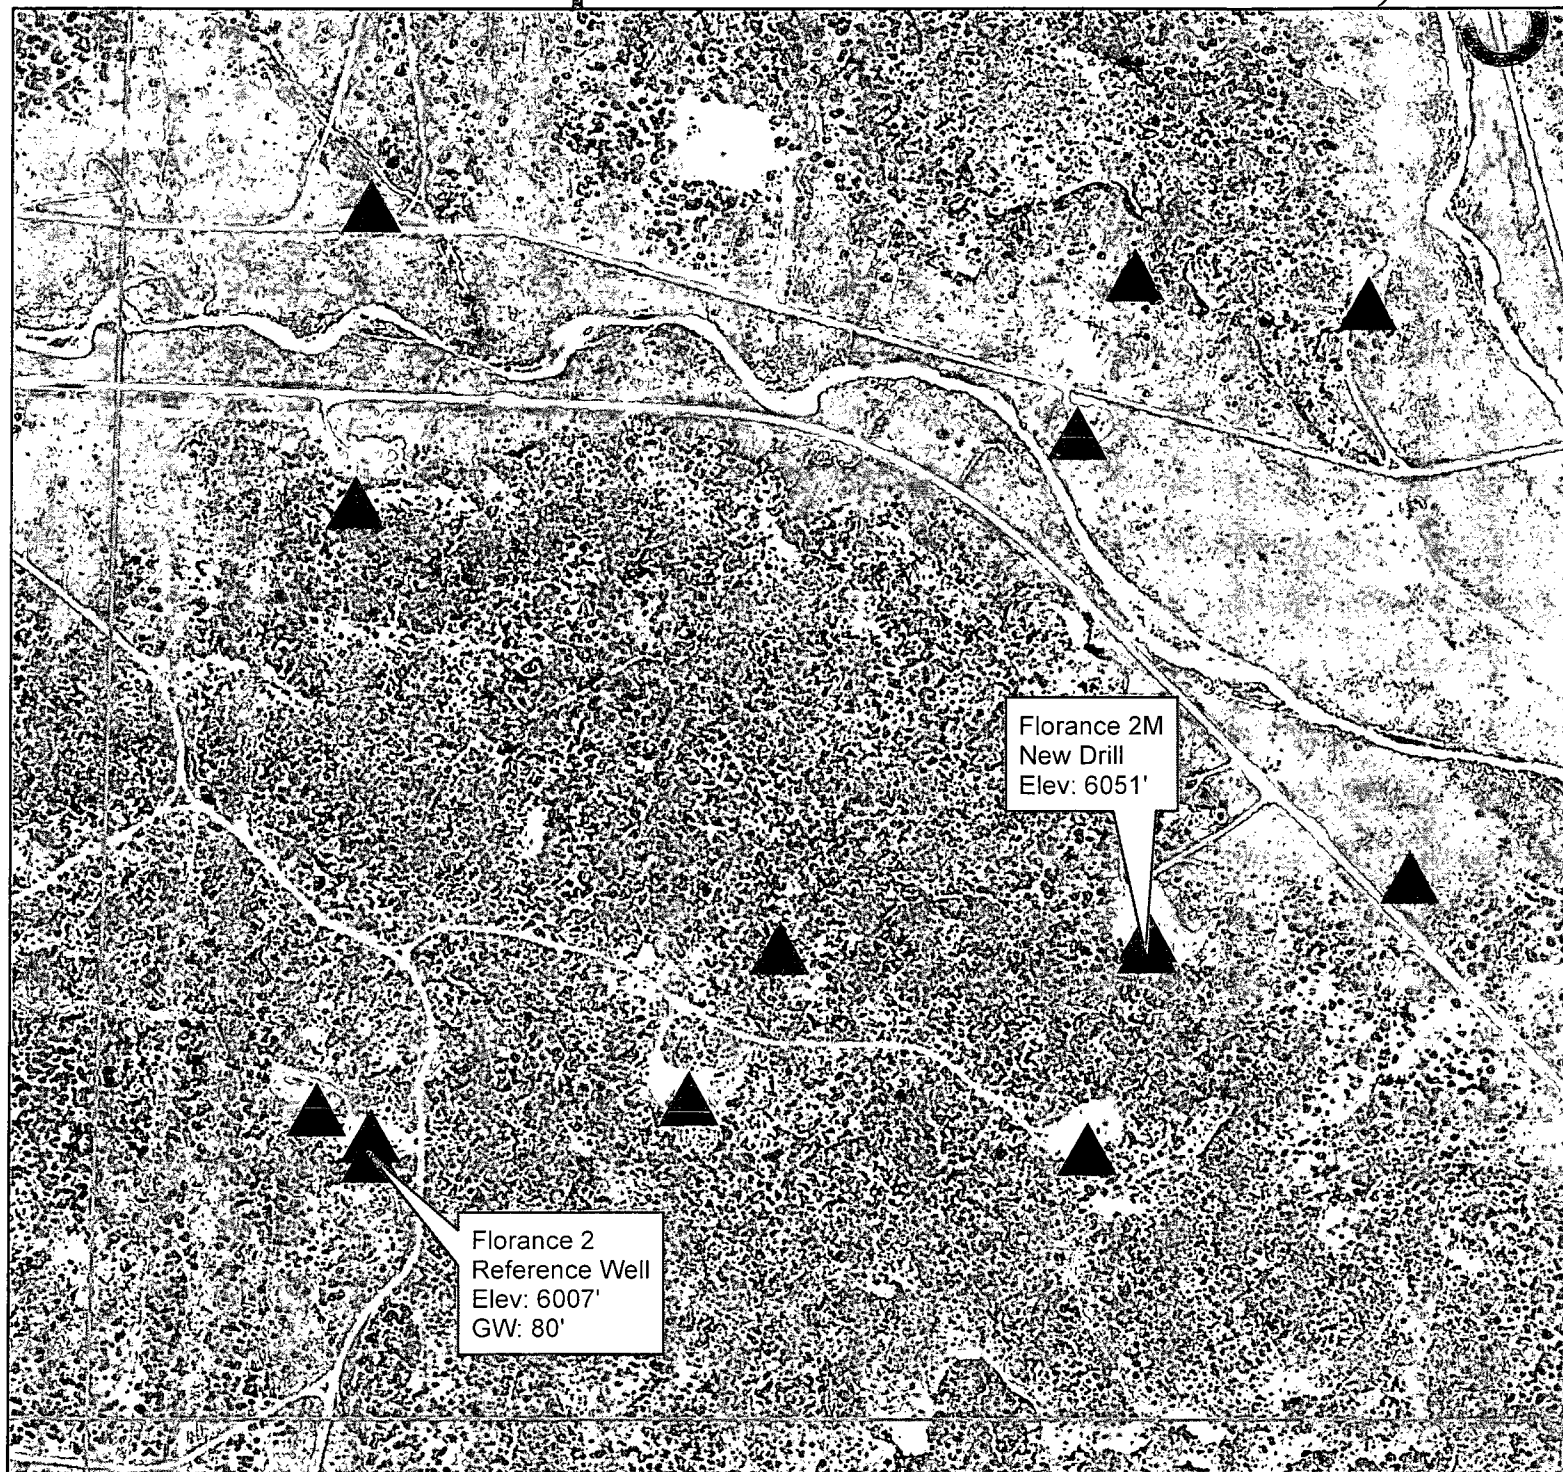 Florance 2M
New Drill
Elev: 6051'
Florance 2
Reference Well
Elev: 6007'
GW: 80'